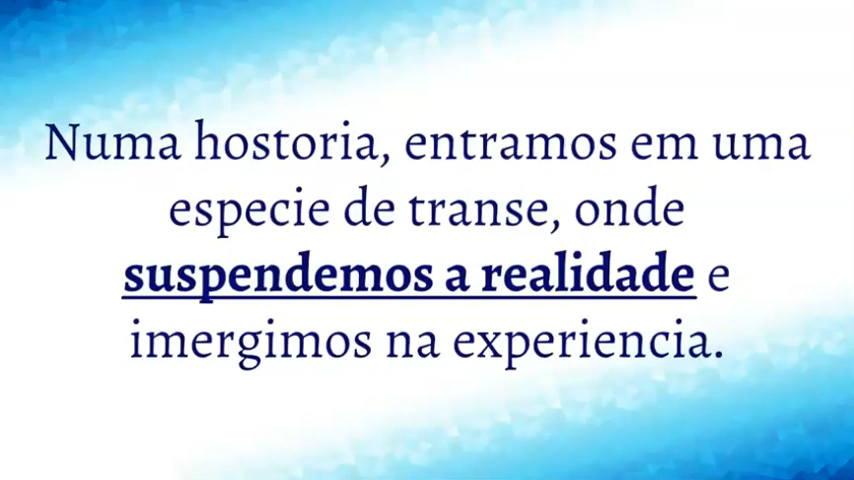 Numa hostoria, entramos em uma
especie de transe, onde
suspendemos a realidade e
imergimos na experiencia.